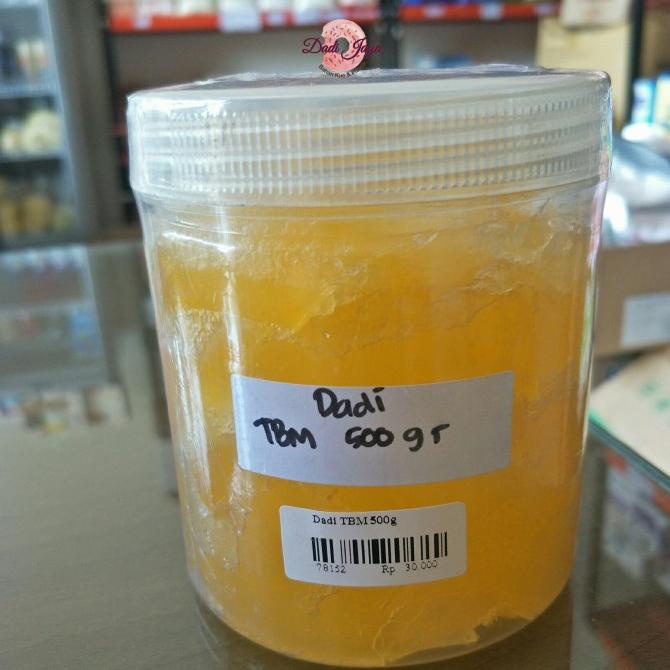 Dadi Jaya
Dadi
TBM 500 gr
Dadi TBM 500g
78152 Rp 30.000